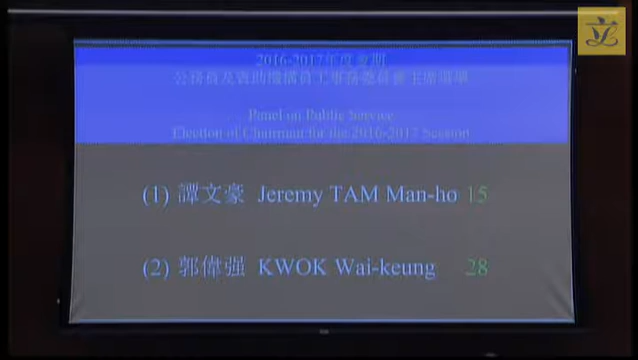 2016-2017年度會期
公務員及資助機構員工事務委員會主席選舉
Panel on Public Service
Election of Chairman for the 2016-2017 Session
(1) 譚文豪 Jeremy TAM Man-ho 15
(2) 郭偉强 KWOK Wai-keung 28